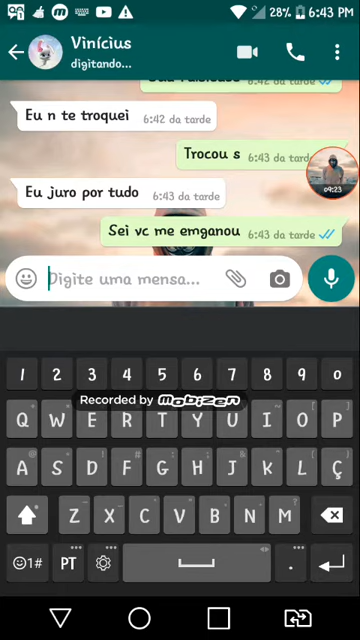 28% 6:43 PM
Vinícius
digitando...
Eu n te troquei 6:42 da tarde
Trocou s 6:43 da
09:23
Eu juro por tudo 6:43 da tarde
Sei vc me emganou 6:43 da tarde
Digite uma mensa...
1 2 3 4 5 6 7 8 9 0
Recorded by mobizen
Q W E R T Y U I O P
A S D F G H J K L Ç
Z X C V B N M
1# PT .